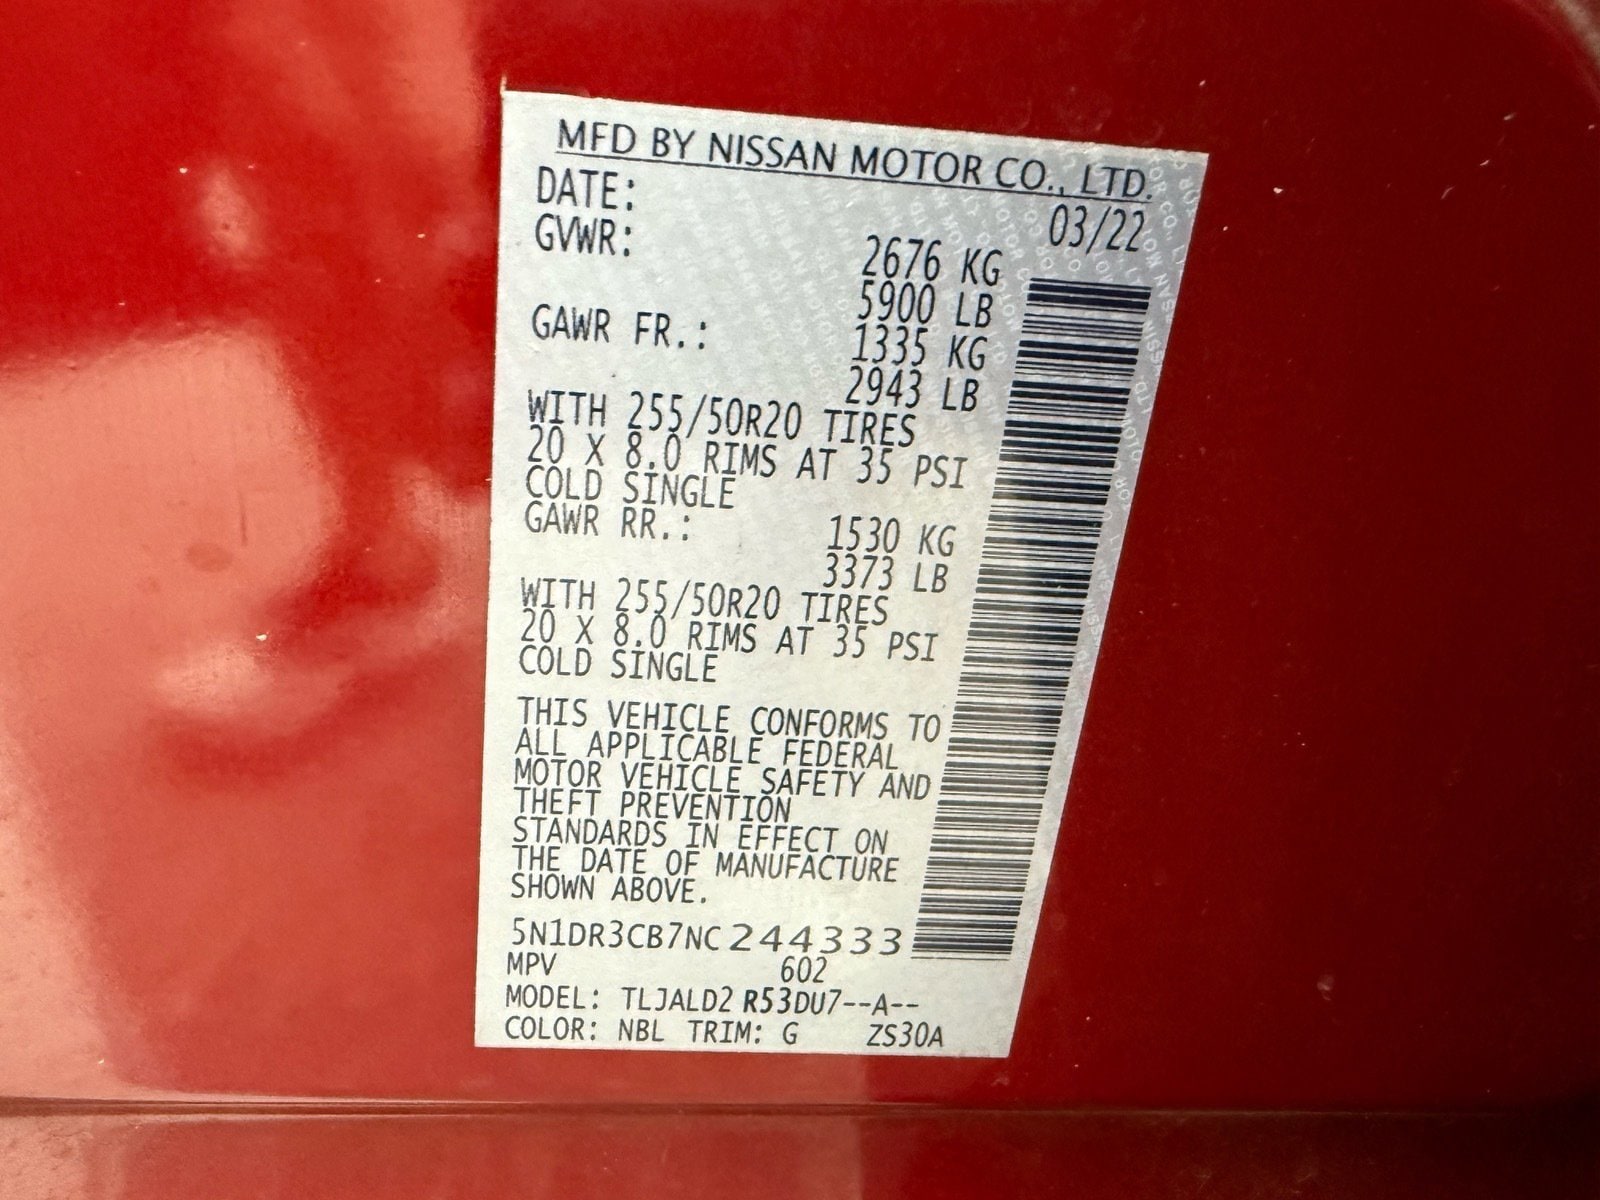 MFD BY NISSAN MOTOR CO., LTD.
DATE: 03/22
GVWR: 2676 KG
5900 LB
GAWR FR.: 1335 KG
2943 LB
WITH 255/50R20 TIRES
20 X 8.0 RIMS AT 35 PSI
COLD SINGLE
GAWR RR.: 1530 KG
3373 LB
WITH 255/50R20 TIRES
20 X 8.0 RIMS AT 35 PSI
COLD SINGLE
THIS VEHICLE CONFORMS TO
ALL APPLICABLE FEDERAL
MOTOR VEHICLE SAFETY AND
THEFT PREVENTION
STANDARDS IN EFFECT ON
THE DATE OF MANUFACTURE
SHOWN ABOVE.
5N1DR3CB7NC244333
MPV 602
MODEL: TLJALD2 R53DU7--A--
COLOR: NBL TRIM: G ZS30A